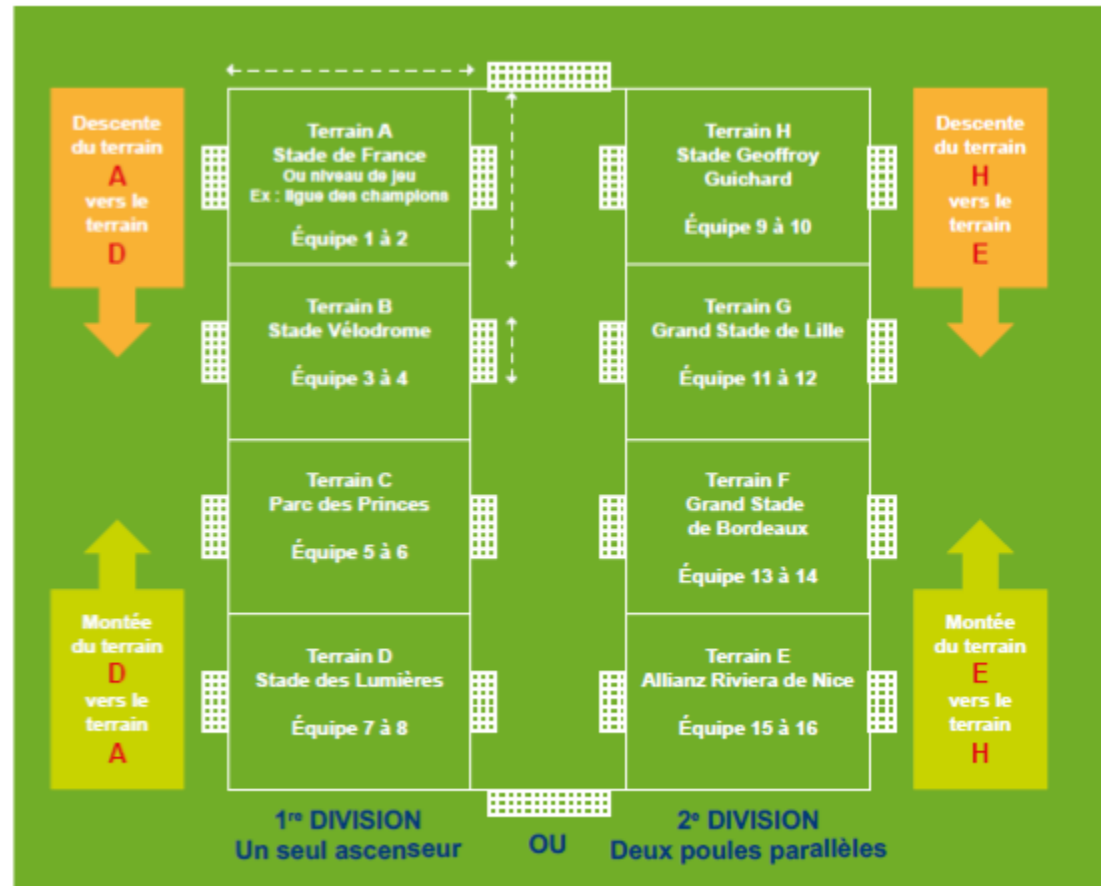 Descente
du terrain
A
vers le
terrain
D
Montée
du terrain
D
vers le
terrain
A
Terrain A
Stade de France
Ou niveau de jeu
Ex : ligue des champions
Équipe 1 à 2
Terrain B
Stade Vélodrome
Équipe 3 à 4
Terrain C
Parc des Princes
Équipe 5 à 6
Terrain D
Stade des Lumières
Équipe 7 à 8
Terrain H
Stade Geoffroy
Guichard
Équipe 9 à 10
Terrain G
Grand Stade de Lille
Équipe 11 à 12
Terrain F
Grand Stade
de Bordeaux
Équipe 13 à 14
Terrain E
Allianz Riviera de Nice
Équipe 15 à 16
Descente
du terrain
H
vers le
terrain
E
Montée
du terrain
E
vers le
terrain
H
1re DIVISION
Un seul ascenseur
OU
2e DIVISION
Deux poules parallèles